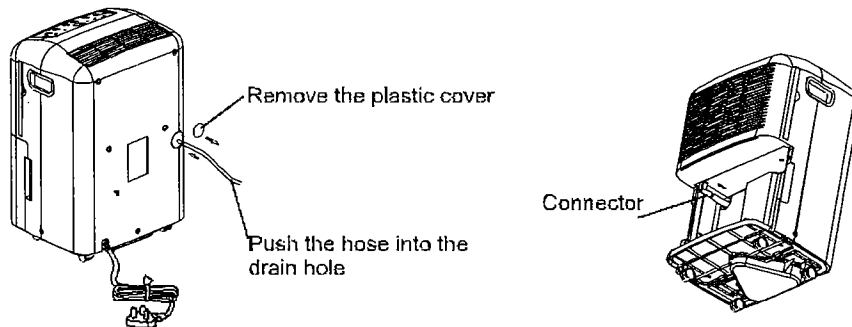 Remove the plastic cover
Push the hose into the
drain hole
Connector